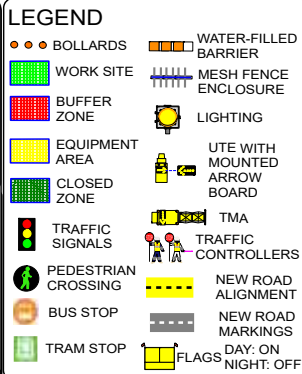 LEGEND
BOLLARDS
WORK SITE
BUFFER
ZONE
EQUIPMENT
AREA
CLOSED
ZONE
TRAFFIC
SIGNALS
PEDESTRIAN
CROSSING
BUS STOP
TRAM STOP
WATER-FILLED
BARRIER
MESH FENCE
ENCLOSURE
LIGHTING
UTE WITH
MOUNTED
ARROW
BOARD
TMA
TRAFFIC
CONTROLLERS
NEW ROAD
ALIGNMENT
NEW ROAD
MARKINGS
FLAGS DAY: ON
NIGHT: OFF